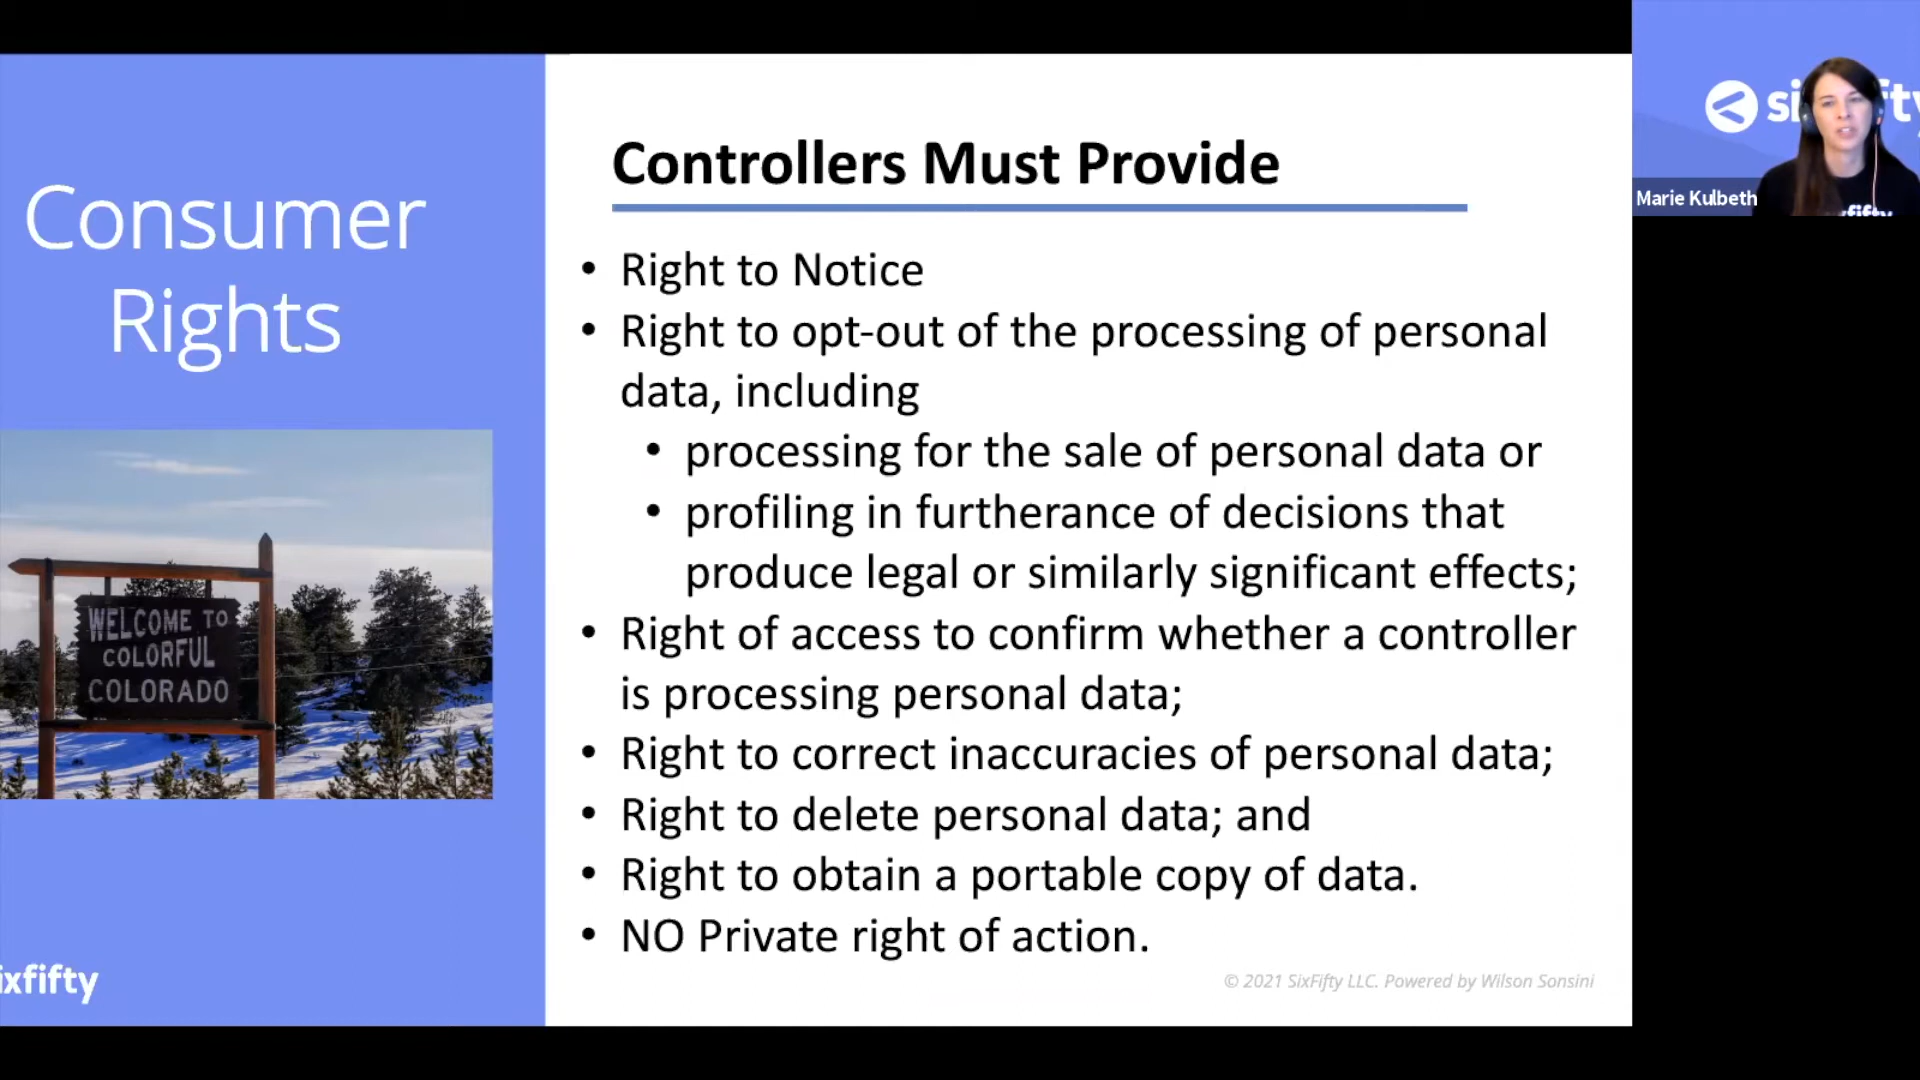 Consumer
Rights
WELCOME TO
COLORFUL
COLORADO
ixfifty
Controllers Must Provide
• Right to Notice
• Right to opt-out of the processing of personal
data, including
• processing for the sale of personal data or
• profiling in furtherance of decisions that
produce legal or similarly significant effects;
• Right of access to confirm whether a controller
is processing personal data;
• Right to correct inaccuracies of personal data;
• Right to delete personal data; and
• Right to obtain a portable copy of data.
• NO Private right of action.
© 2021 SixFifty LLC. Powered by Wilson Sonsini
Marie Kulbeth